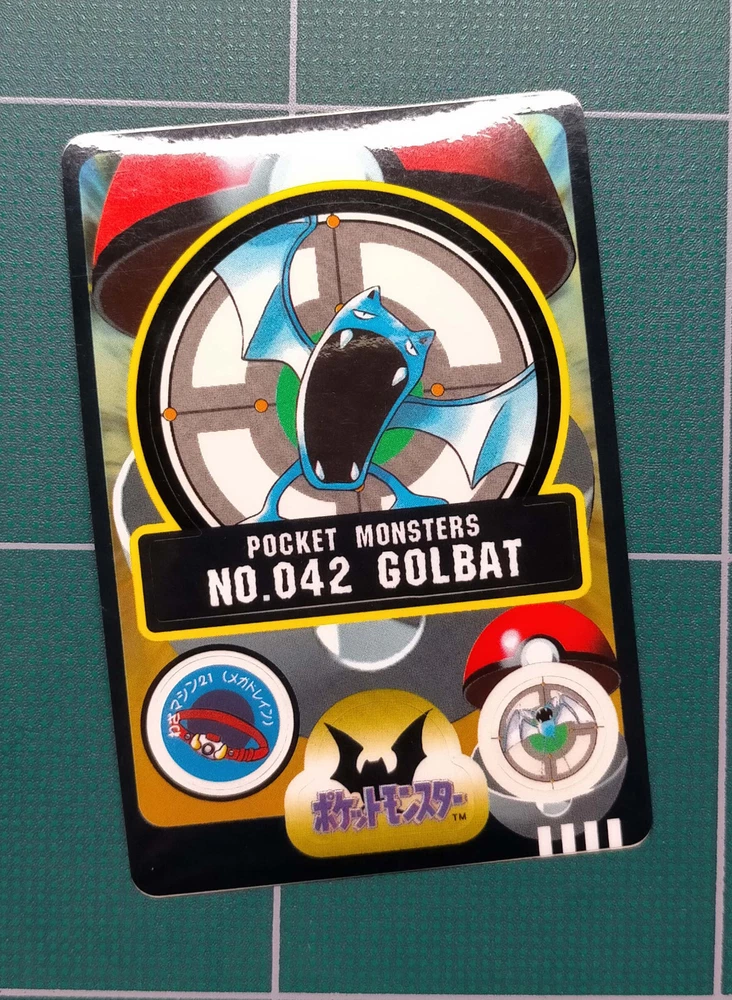 POCKET MONSTERS
NO.042 GOLBAT
わざマシン21 (メガドレイン)
ポケットモンスター
TM